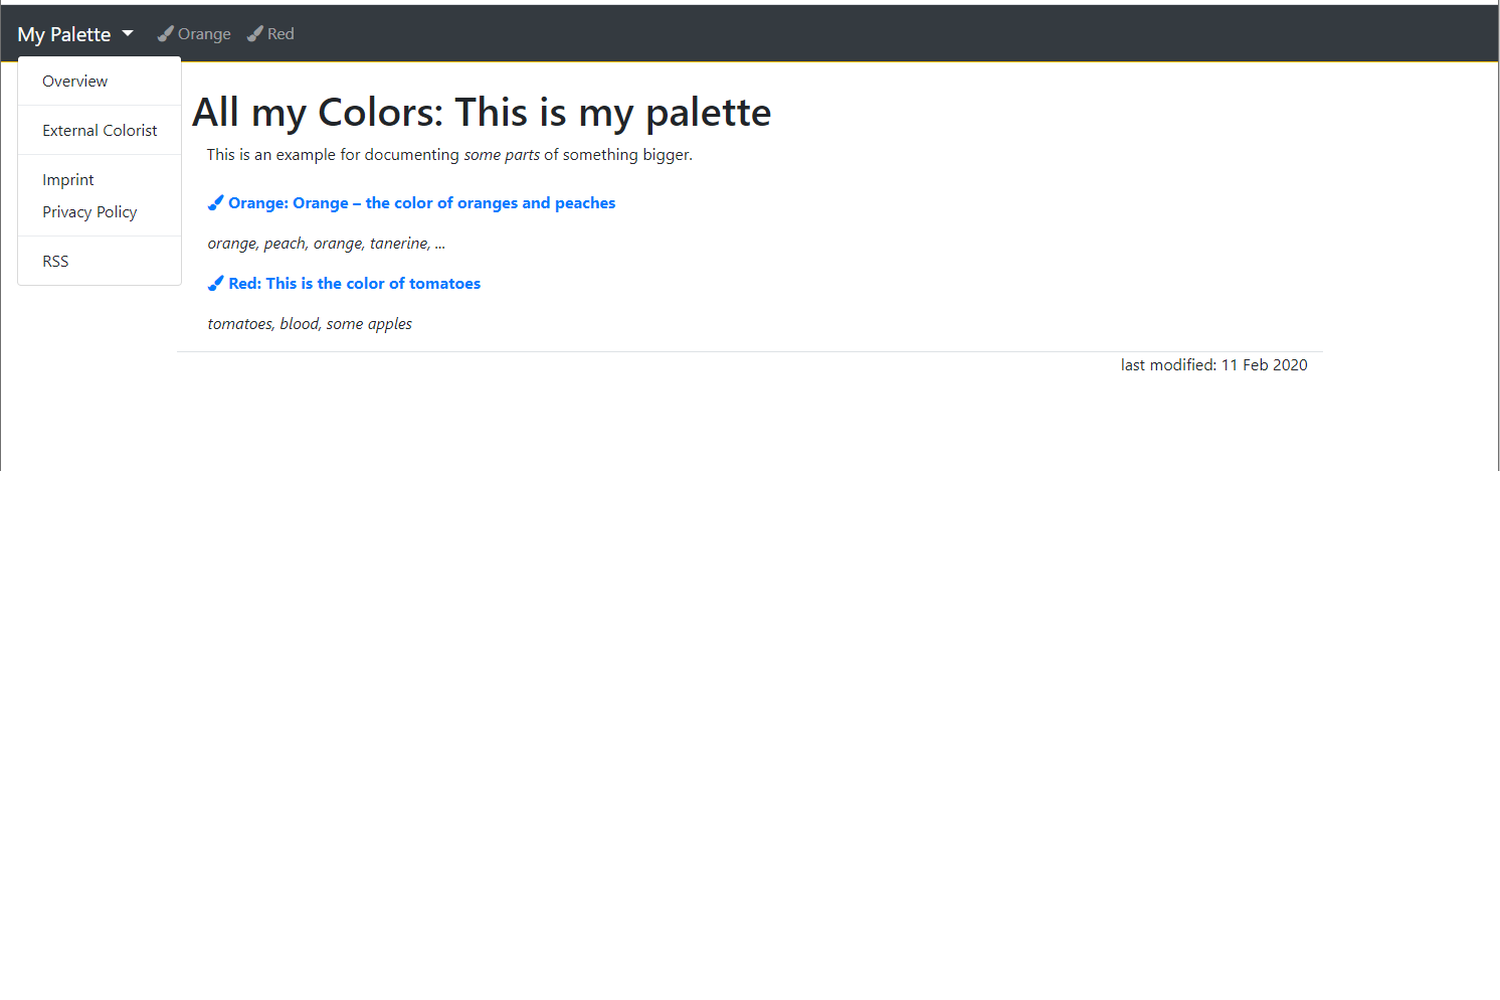 My Palette Orange Red
Overview
External Colorist
Imprint
Privacy Policy
RSS
All my Colors: This is my palette
This is an example for documenting some parts of something bigger.
Orange: Orange – the color of oranges and peaches
orange, peach, orange, tanerine, ...
Red: This is the color of tomatoes
tomatoes, blood, some apples
last modified: 11 Feb 2020